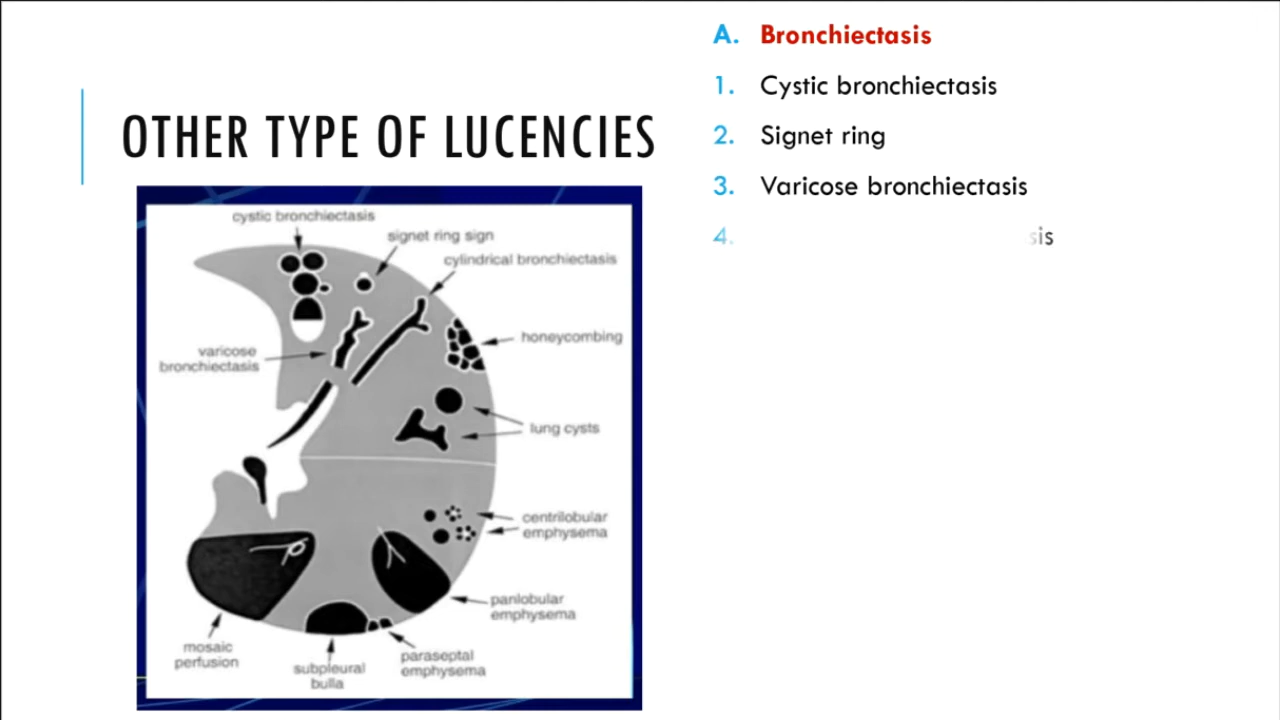 OTHER TYPE OF LUCENCIES
A. Bronchiectasis
1. Cystic bronchiectasis
2. Signet ring
3. Varicose bronchiectasis
4.
cystic bronchiectasis
signet ring sign
cylindrical bronchiectasis
honeycombing
varicose
bronchiectasis
lung cysts
centrilobular
emphysema
panlobular
emphysema
mosaic
perfusion
subpleural
bulla
paraseptal
emphysema